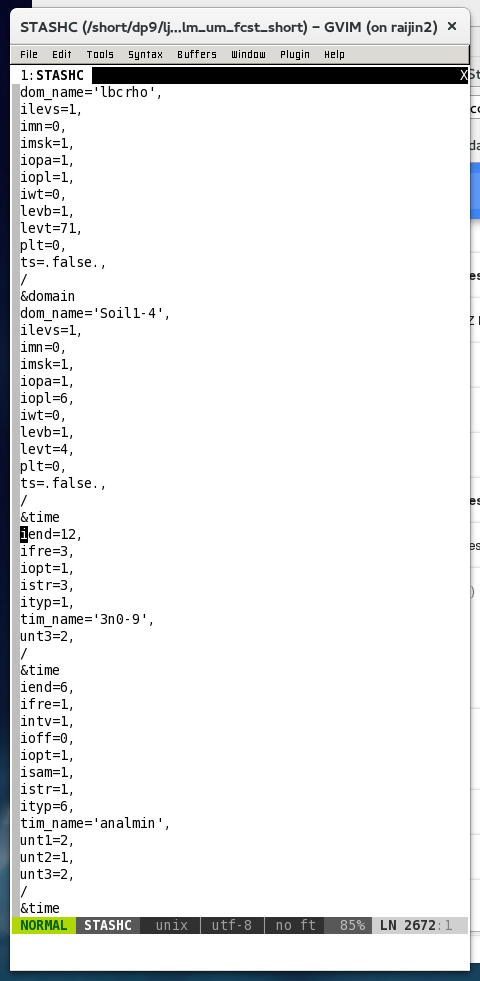 STASHC (/short/dp9/lj...lm_um_fcst_short) – GVIM (on raijin2) ×
File Edit Tools Syntax Buffers Window Plugin Help
1:STASHC X
dom_name='lbcrho',
ilevs=1,
imn=0,
imsk=1,
iopa=1,
iopl=1,
iwt=0,
levb=1,
levt=71,
plt=0,
ts=.false.,
/
&domain
dom_name='Soil1-4',
ilevs=1,
imn=0,
imsk=1,
iopa=1,
iopl=6,
iwt=0,
levb=1,
levt=4,
plt=0,
ts=.false.,
/
&time
iend=12,
ifre=3,
iopt=1,
istr=3,
ityp=1,
tim_name='3n0-9',
unt3=2,
/
&time
iend=6,
ifre=1,
intv=1,
ioff=0,
iopt=1,
isam=1,
istr=1,
ityp=6,
tim_name='analmin',
unt1=2,
unt2=1,
unt3=2,
/
&time
NORMAL STASHC unix | utf-8 | no ft 85% LN 2672:1